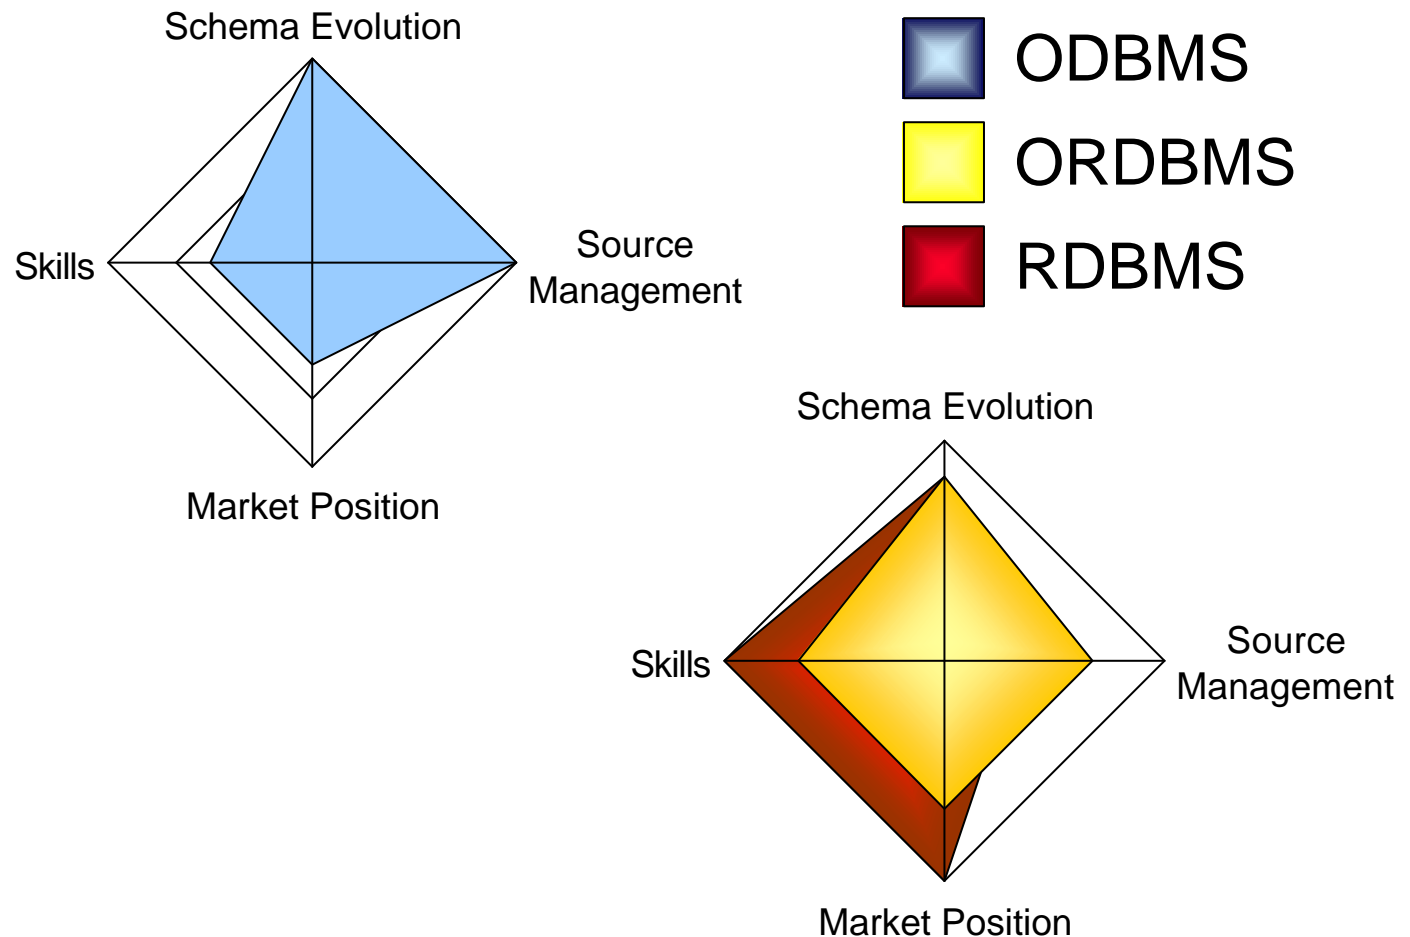 Schema Evolution
Skills
Source
Management
Market Position
ODBMS
ORDBMS
RDBMS
Schema Evolution
Skills
Source
Management
Market Position